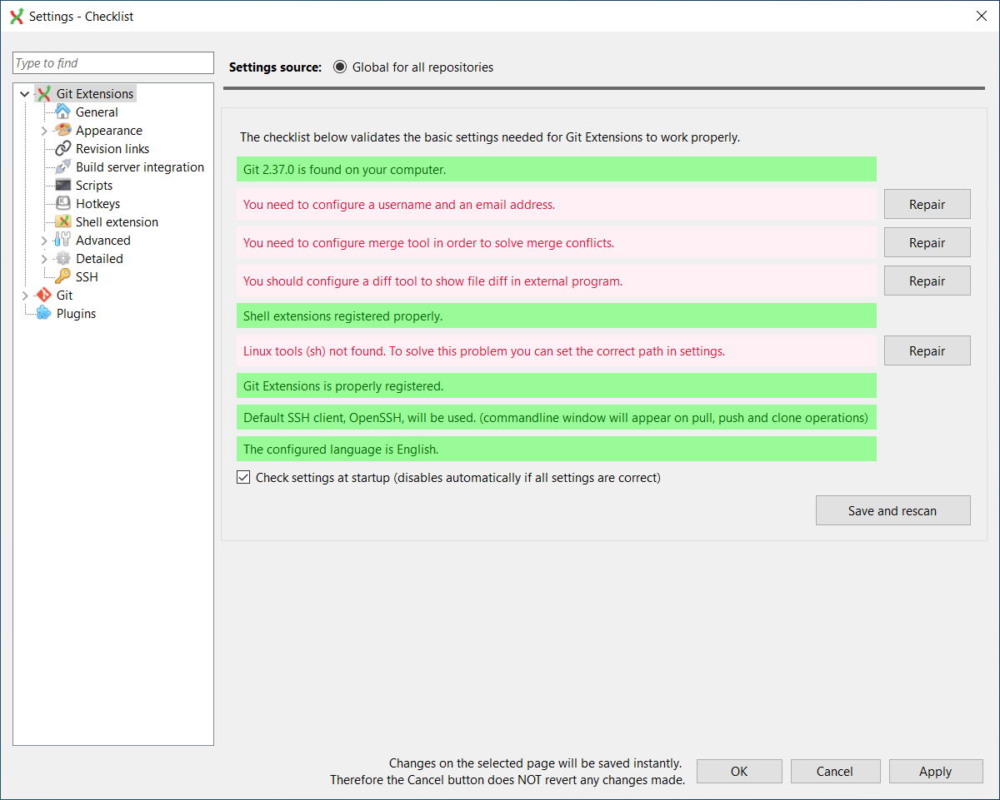 Settings - Checklist
Type to find
Git Extensions
General
Appearance
Revision links
Build server integration
Scripts
Hotkeys
Shell extension
Advanced
Detailed
SSH
Git
Plugins
Settings source: Global for all repositories
The checklist below validates the basic settings needed for Git Extensions to work properly.
Git 2.37.0 is found on your computer.
You need to configure a username and an email address. Repair
You need to configure merge tool in order to solve merge conflicts. Repair
You should configure a diff tool to show file diff in external program. Repair
Shell extensions registered properly.
Linux tools (sh) not found. To solve this problem you can set the correct path in settings. Repair
Git Extensions is properly registered.
Default SSH client, OpenSSH, will be used. (commandline window will appear on pull, push and clone operations)
The configured language is English.
Check settings at startup (disables automatically if all settings are correct)
Save and rescan
Changes on the selected page will be saved instantly.
Therefore the Cancel button does NOT revert any changes made.
OK Cancel Apply